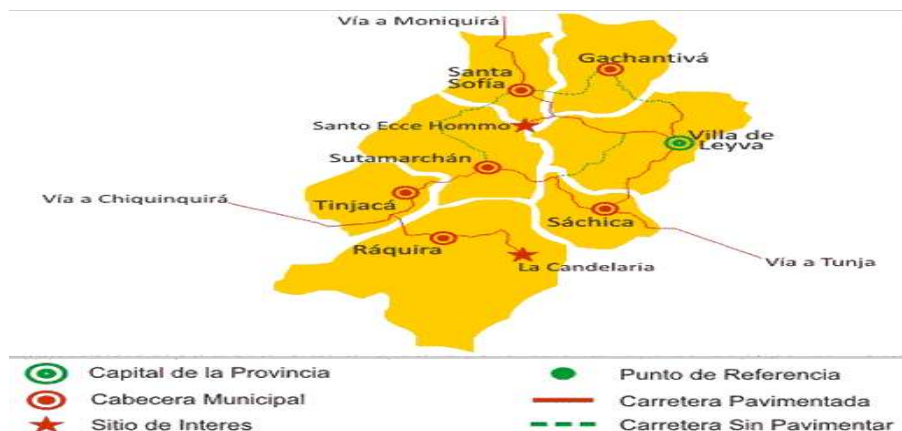 Vía a Moniquirá
Gachantivá
Santa
Sofía
Santo Ecce Hommo
Villa de
Leyva
Sutamarchán
Vía a Chiquinquirá
Tinjacá
Sáchica
Ráquira
La Candelaria
Vía a Tunja
Capital de la Provincia
Punto de Referencia
Cabecera Municipal
Carretera Pavimentada
Sitio de Interes
Carretera Sin Pavimentar